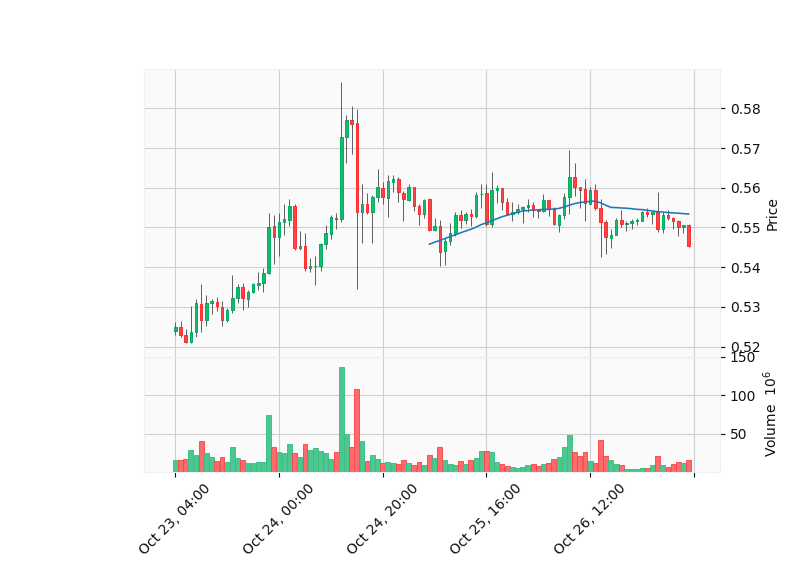 0.58
0.57
0.56
0.55
0.54
0.53
0.52
Price
150
100
50
Volume 10⁶
Oct 23, 04:00
Oct 24, 00:00
Oct 24, 20:00
Oct 25, 16:00
Oct 26, 12:00